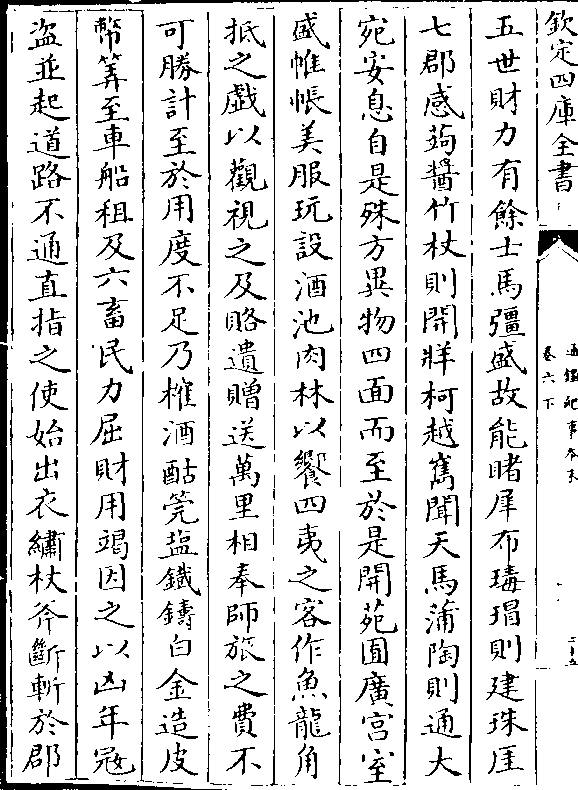 欽定四庫全書
通鑑紀事本末
卷六下
五世財力有餘士馬彊盛故能睹犀布瑇瑁則建珠厓
七郡感蒟醬竹杖則開牂柯越嶲聞天馬蒲陶則通大
宛安息自是殊方異物四面而至於是開苑囿廣宫室
盛帷帳美服玩設酒池肉林以饗四夷之客作魚龍角
抵之戲以觀視之及賂遺贈送萬里相奉師旅之費不
可勝計至於用度不足乃榷酒酤筦鹽鐵鑄白金造皮
幣筭至車船租及六畜民力屈財用竭因之以凶年寇
盗並起道路不通直指之使始出衣繡杖斧斷斬於郡